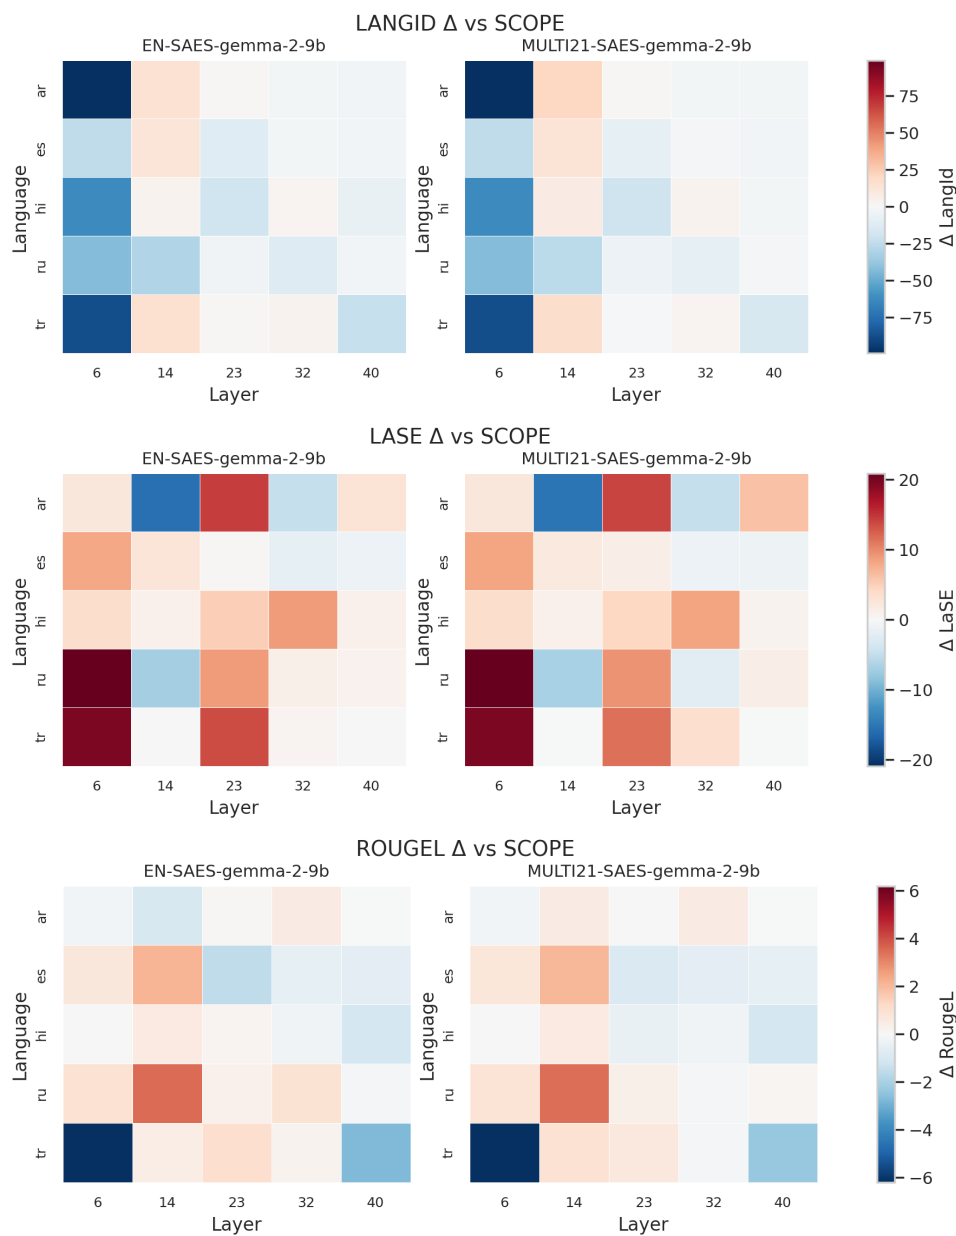 LANGID Δ vs SCOPE
EN-SAES-gemma-2-9b
MULTI21-SAES-gemma-2-9b
Language
ar
es
hi
ru
tr
6 14 23 32 40
Layer
Language
ar
es
hi
ru
tr
6 14 23 32 40
Layer
75
50
25
0
−25
−50
−75
Δ LangId
LASE Δ vs SCOPE
EN-SAES-gemma-2-9b
MULTI21-SAES-gemma-2-9b
Language
ar
es
hi
ru
tr
6 14 23 32 40
Layer
Language
ar
es
hi
ru
tr
6 14 23 32 40
Layer
20
10
0
−10
−20
Δ LaSE
ROUGEL Δ vs SCOPE
EN-SAES-gemma-2-9b
MULTI21-SAES-gemma-2-9b
Language
ar
es
hi
ru
tr
6 14 23 32 40
Layer
Language
ar
es
hi
ru
tr
6 14 23 32 40
Layer
6
4
2
0
−2
−4
−6
Δ RougeL